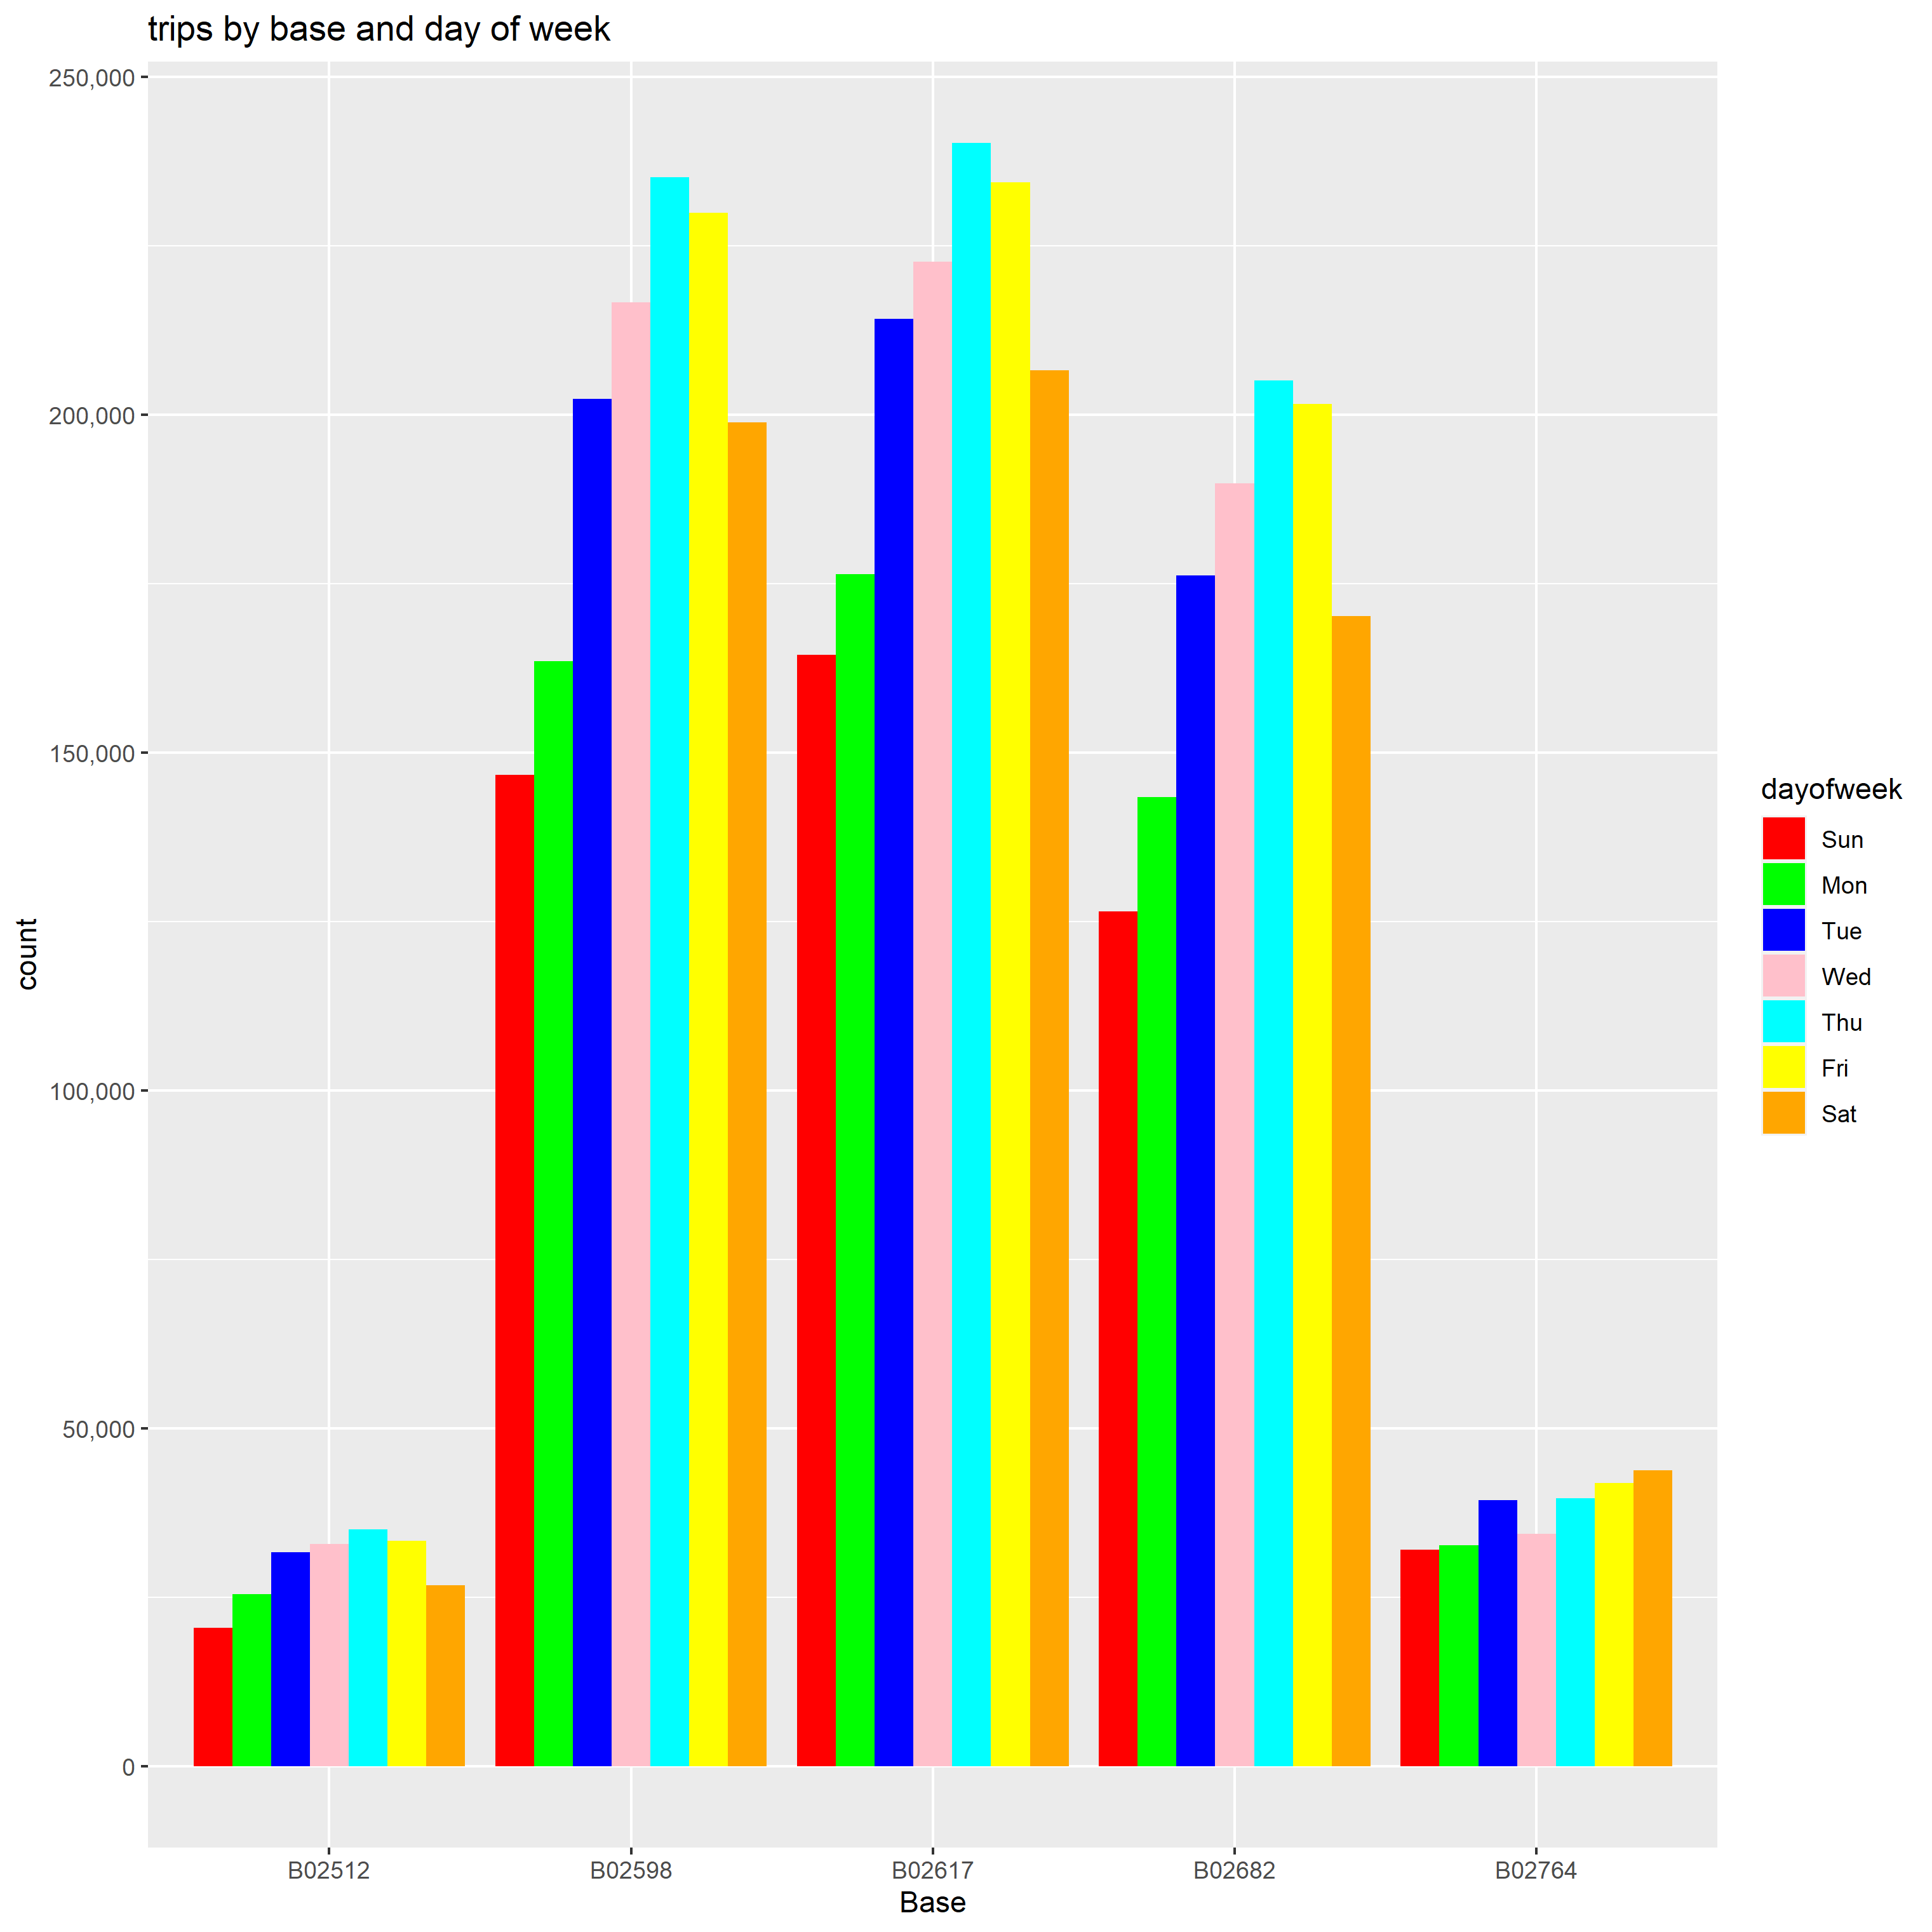 trips by base and day of week
250,000
200,000
150,000
100,000
50,000
0
count
B02512 B02598 B02617 B02682 B02764
Base
dayofweek
Sun
Mon
Tue
Wed
Thu
Fri
Sat